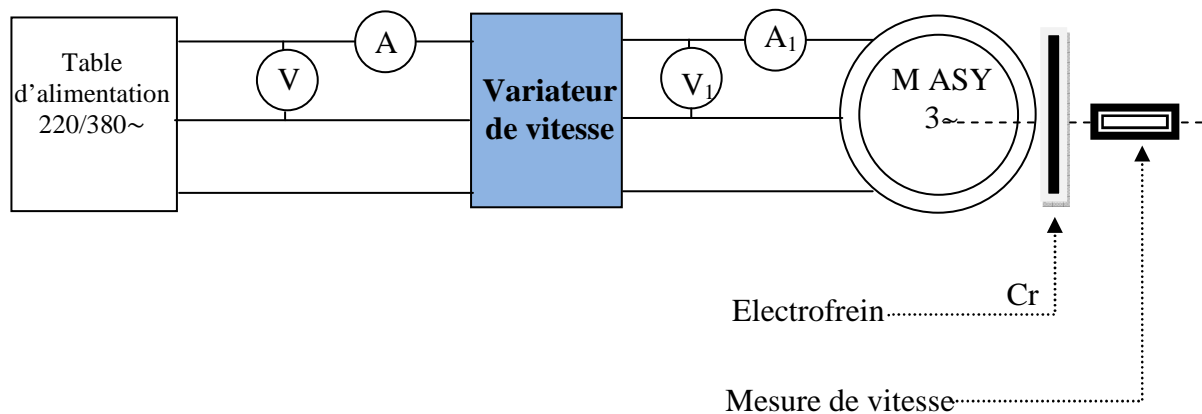 Table
d’alimentation
220/380~
V
A
Variateur
de vitesse
V1
A1
M ASY
3~
Electrofrein
Cr
Mesure de vitesse